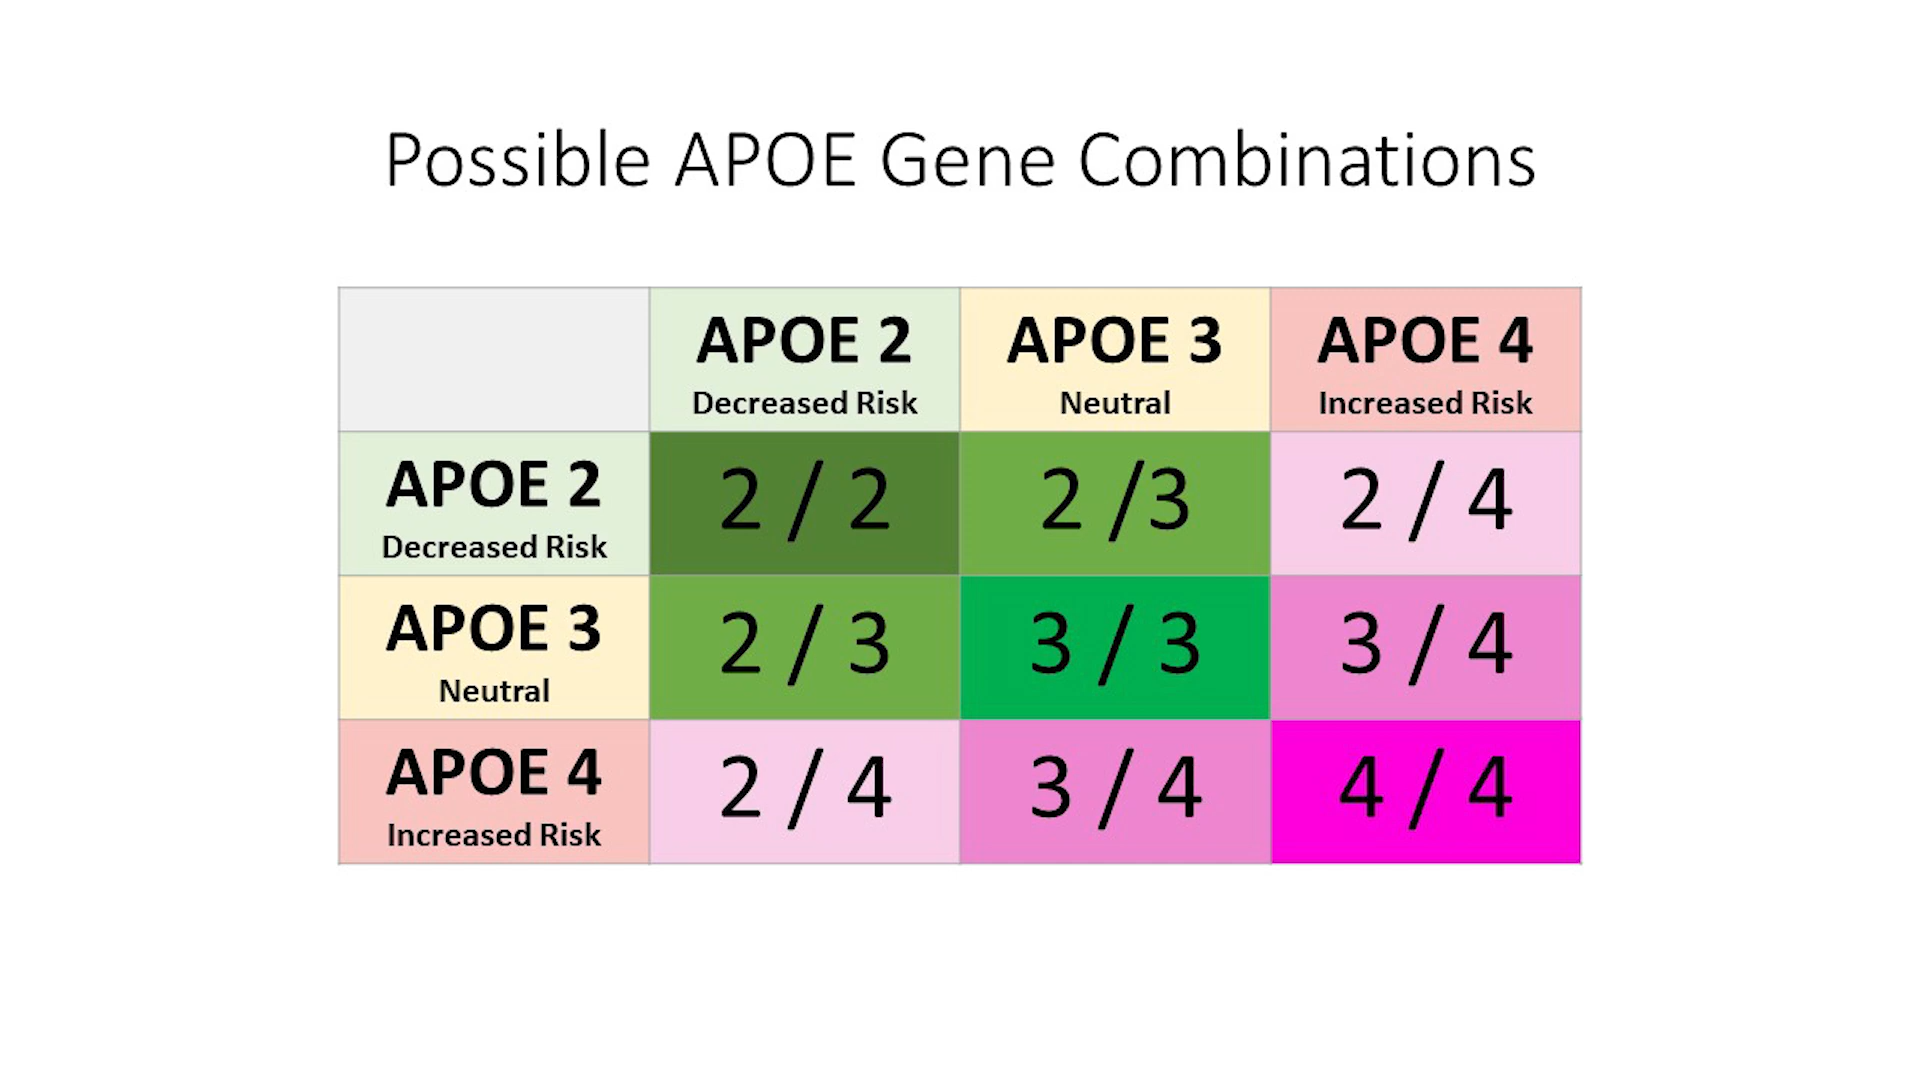 Possible APOE Gene Combinations
APOE 2 APOE 3 APOE 4
Decreased Risk Neutral Increased Risk
APOE 2 2 / 2 2 /3 2 / 4
Decreased Risk
APOE 3 2 / 3 3 / 3 3 / 4
Neutral
APOE 4 2 / 4 3 / 4 4 / 4
Increased Risk